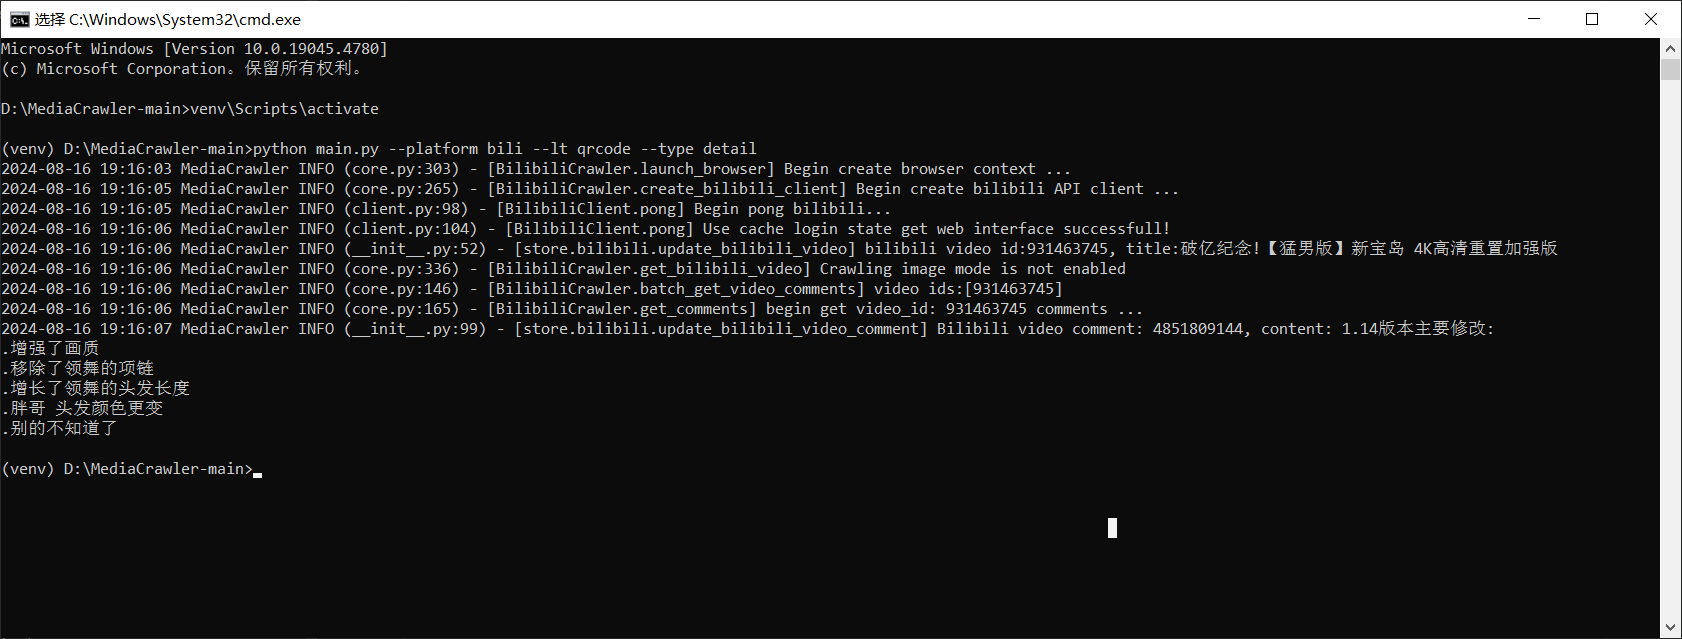 选择 C:\Windows\System32\cmd.exe
Microsoft Windows [Version 10.0.19045.4780]
(c) Microsoft Corporation。保留所有权利。
D:\MediaCrawler-main>venv\Scripts\activate
(venv) D:\MediaCrawler-main>python main.py --platform bili --lt qrcode --type detail
2024-08-16 19:16:03 MediaCrawler INFO (core.py:303) - [BilibiliCrawler.launch_browser] Begin create browser context ...
2024-08-16 19:16:05 MediaCrawler INFO (core.py:265) - [BilibiliCrawler.create_bilibili_client] Begin create bilibili API client ...
2024-08-16 19:16:05 MediaCrawler INFO (client.py:98) - [BilibiliClient.pong] Begin pong bilibili...
2024-08-16 19:16:06 MediaCrawler INFO (client.py:104) - [BilibiliClient.pong] Use cache login state get web interface successfull!
2024-08-16 19:16:06 MediaCrawler INFO (__init__.py:52) - [store.bilibili.update_bilibili_video] bilibili video id:931463745, title:破亿纪念!【猛男版】新宝岛 4K高清重置加强版
2024-08-16 19:16:06 MediaCrawler INFO (core.py:336) - [BilibiliCrawler.get_bilibili_video] Crawling image mode is not enabled
2024-08-16 19:16:06 MediaCrawler INFO (core.py:146) - [BilibiliCrawler.batch_get_video_comments] video ids:[931463745]
2024-08-16 19:16:06 MediaCrawler INFO (core.py:165) - [BilibiliCrawler.get_comments] begin get video_id: 931463745 comments ...
2024-08-16 19:16:07 MediaCrawler INFO (__init__.py:99) - [store.bilibili.update_bilibili_video_comment] Bilibili video comment: 4851809144, content: 1.14版本主要修改:
.增强了画质
.移除了领舞的项链
.增长了领舞的头发长度
.胖哥 头发颜色更变
.别的不知道了
(venv) D:\MediaCrawler-main>